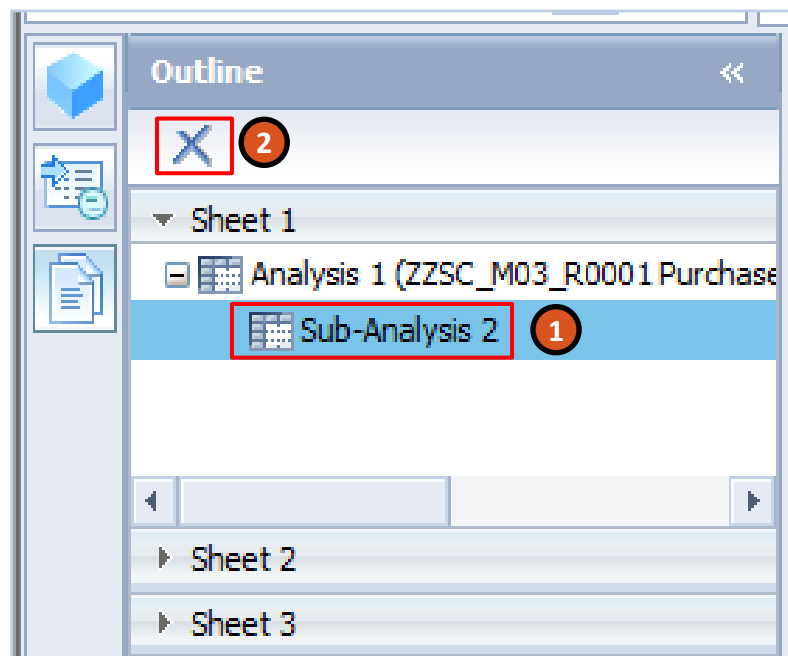 Outline
2
Sheet 1
Analysis 1 (ZZSC_M03_R0001 Purchase
Sub-Analysis 2
1
Sheet 2
Sheet 3